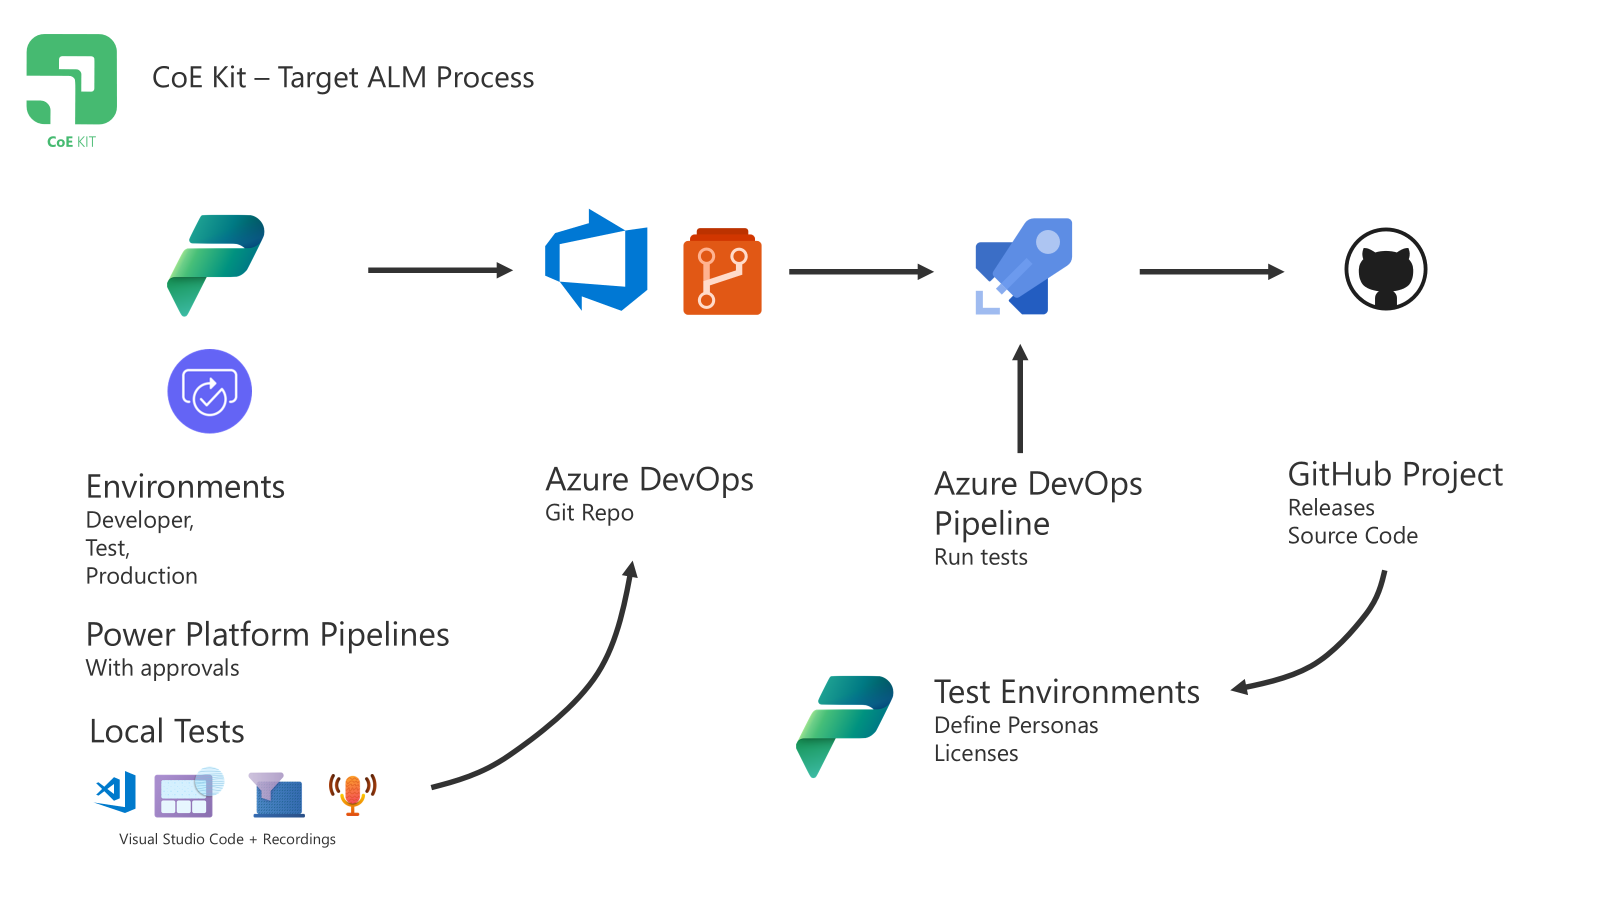 CoE Kit – Target ALM Process
CoE KIT
Environments
Developer,
Test,
Production
Power Platform Pipelines
With approvals
Local Tests
Visual Studio Code + Recordings
Azure DevOps
Git Repo
Azure DevOps
Pipeline
Run tests
GitHub Project
Releases
Source Code
Test Environments
Define Personas
Licenses